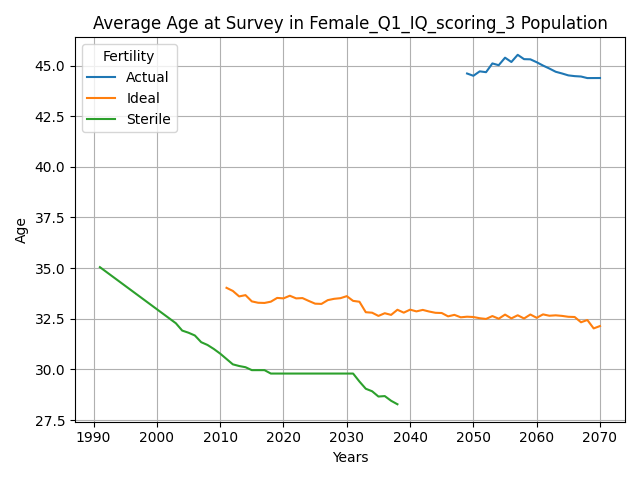 Average Age at Survey in Female_Q1_IQ_scoring_3 Population
Fertility
Actual
Ideal
Sterile
Age
45.0
42.5
40.0
37.5
35.0
32.5
30.0
27.5
1990 2000 2010 2020 2030 2040 2050 2060 2070
Years